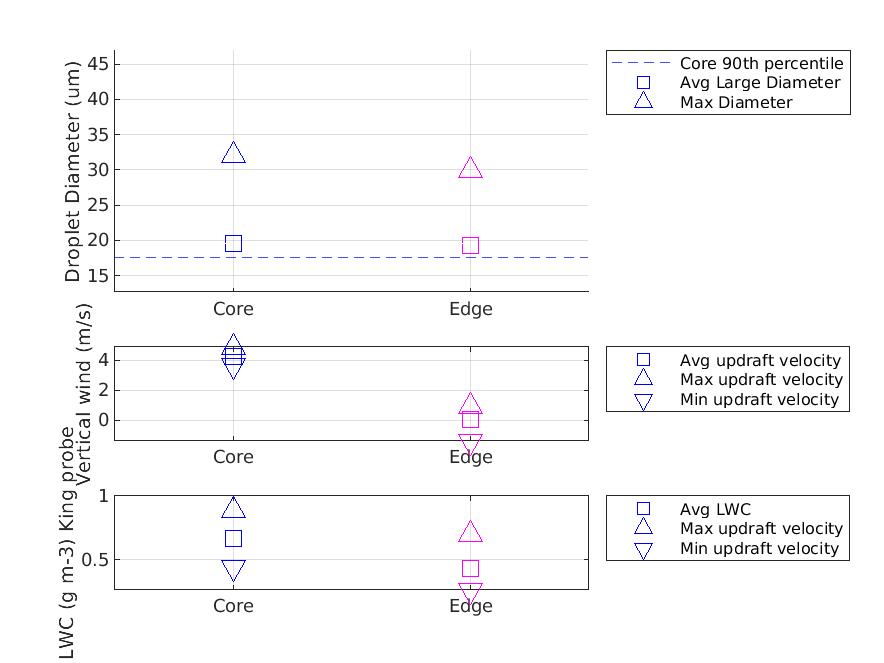 Droplet Diameter (um)
45
40
35
30
25
20
15
Core
Edge
Core 90th percentile
Avg Large Diameter
Max Diameter
Vertical wind (m/s)
4
2
0
Core
Edge
Avg updraft velocity
Max updraft velocity
Min updraft velocity
LWC (g m-3) King probe
1
0.5
Core
Edge
Avg LWC
Max updraft velocity
Min updraft velocity